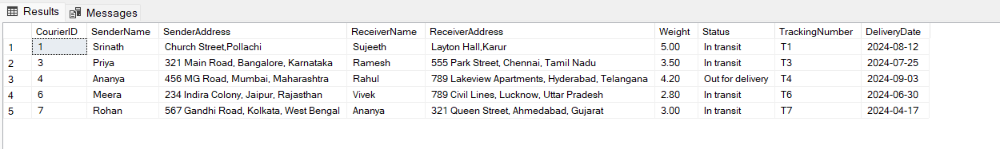 Results Messages
CourierID SenderName SenderAddress ReceiverName ReceiverAddress Weight Status TrackingNumber DeliveryDate
1 1 Srinath Church Street,Pollachi Sujeeth Layton Hall,Karur 5.00 In transit T1 2024-08-12
2 3 Priya 321 Main Road, Bangalore, Karnataka Ramesh 555 Park Street, Chennai, Tamil Nadu 3.50 In transit T3 2024-07-25
3 4 Ananya 456 MG Road, Mumbai, Maharashtra Rahul 789 Lakeview Apartments, Hyderabad, Telangana 4.20 Out for delivery T4 2024-09-03
4 6 Meera 234 Indira Colony, Jaipur, Rajasthan Vivek 789 Civil Lines, Lucknow, Uttar Pradesh 2.80 In transit T6 2024-06-30
5 7 Rohan 567 Gandhi Road, Kolkata, West Bengal Ananya 321 Queen Street, Ahmedabad, Gujarat 3.00 In transit T7 2024-04-17